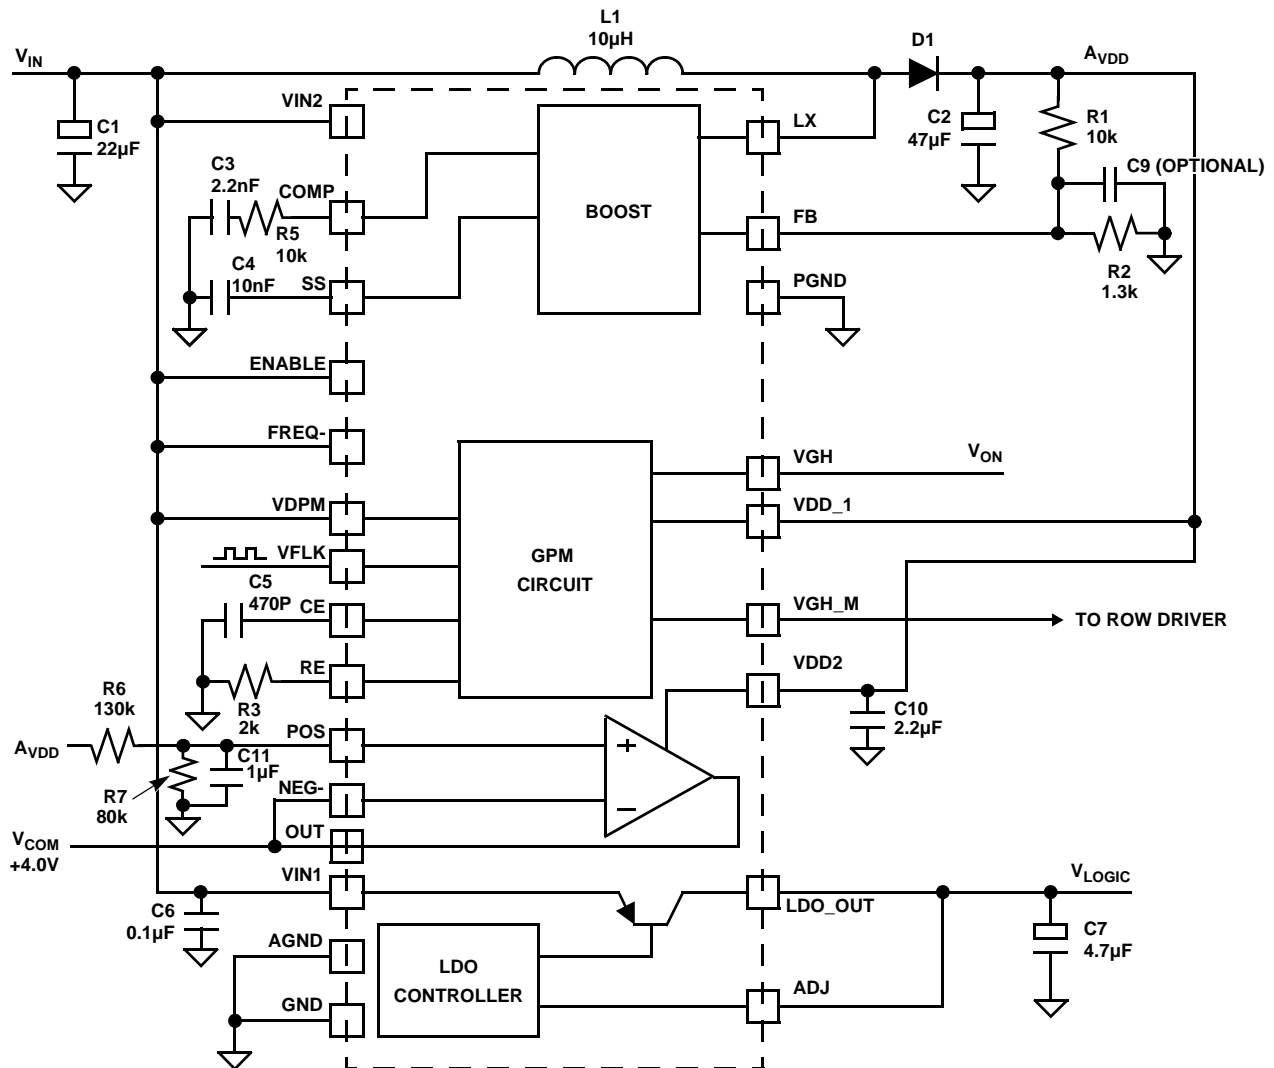 L1
10µH
D1
VIN
AVDD
VIN2
LX
C1
22µF
C2
47µF
R1
10k
C9 (OPTIONAL)
C3
2.2nF
COMP
BOOST
FB
R5
10k
C4
10nF
SS
PGND
R2
1.3k
ENABLE
FREQ-
VGH
VON
VDPM
VDD_1
VFLK
GPM
CIRCUIT
C5
470P
CE
VGH_M
TO ROW DRIVER
RE
VDD2
R6
130k
R3
2k
C10
2.2µF
POS
AVDD
C11
1µF
R7
80k
NEG-
OUT
VCOM
+4.0V
VIN1
VLOGIC
LDO_OUT
C6
0.1µF
C7
4.7µF
AGND
LDO
CONTROLLER
ADJ
GND
+
−